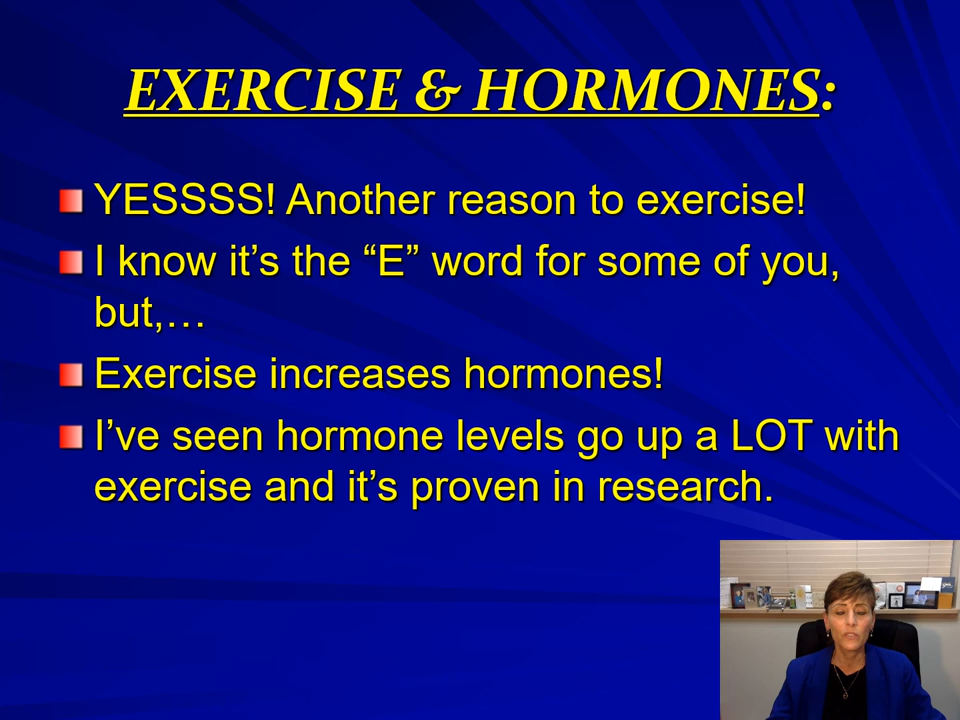 EXERCISE & HORMONES:
YESSSS! Another reason to exercise!
I know it’s the “E” word for some of you,
but,…
Exercise increases hormones!
I’ve seen hormone levels go up a LOT with
exercise and it’s proven in research.